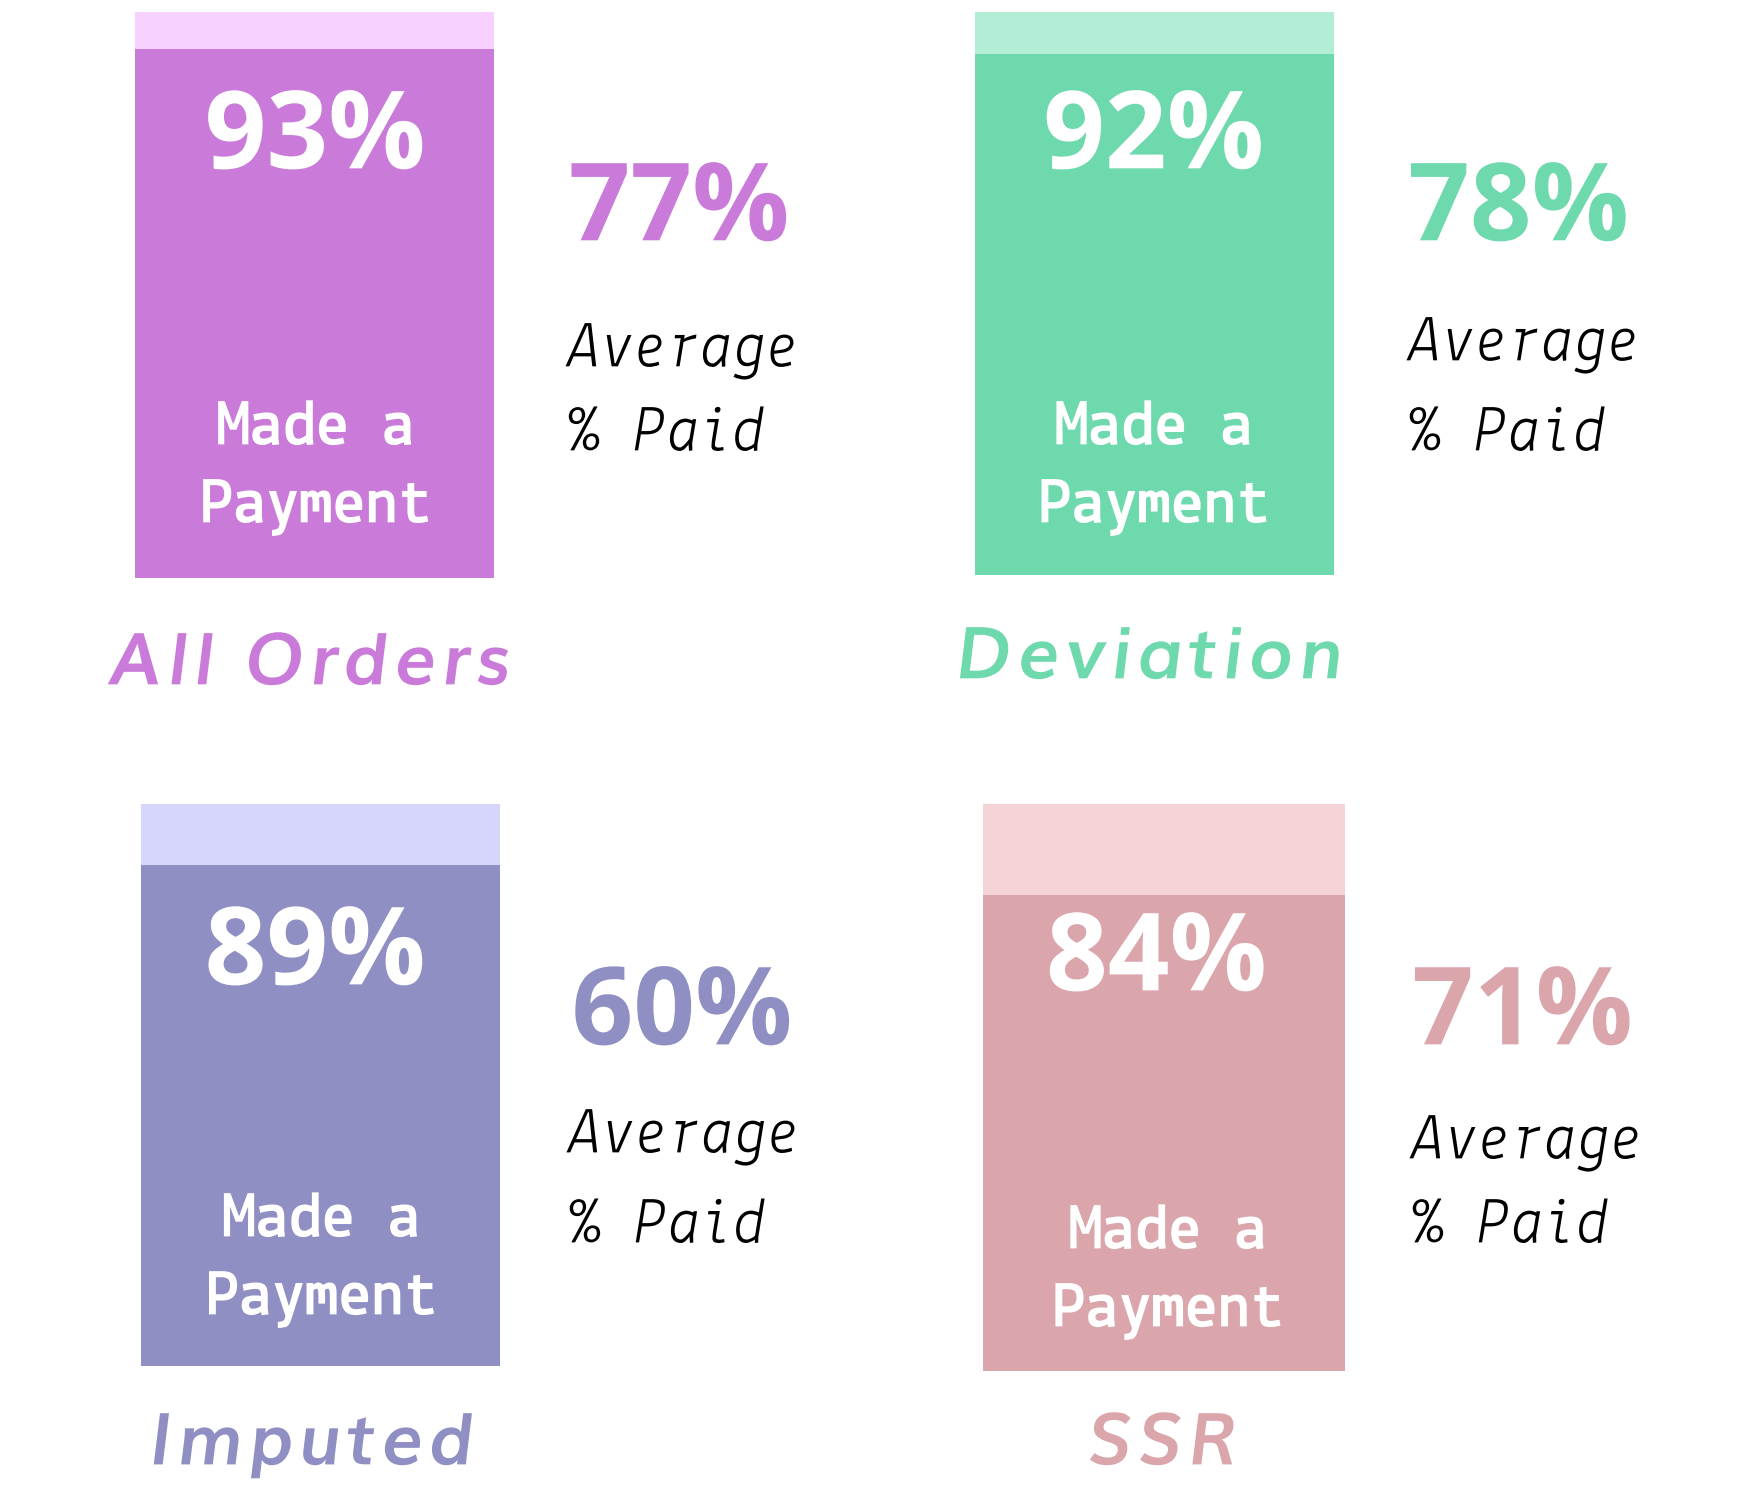 93%
Made a
Payment
77%
Average
% Paid
All Orders
92%
Made a
Payment
78%
Average
% Paid
Deviation
89%
Made a
Payment
60%
Average
% Paid
Imputed
84%
Made a
Payment
71%
Average
% Paid
SSR